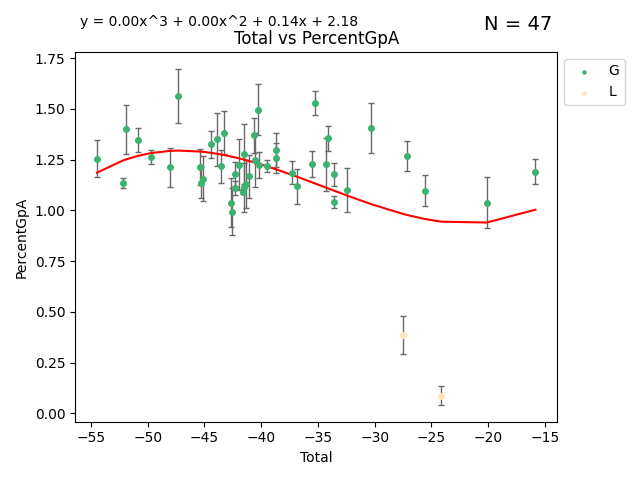 y = 0.00x^3 + 0.00x^2 + 0.14x + 2.18
N = 47
Total vs PercentGpA
G
L
PercentGpA
1.75
1.50
1.25
1.00
0.75
0.50
0.25
0.00
−55
−50
−45
−40
−35
−30
−25
−20
−15
Total